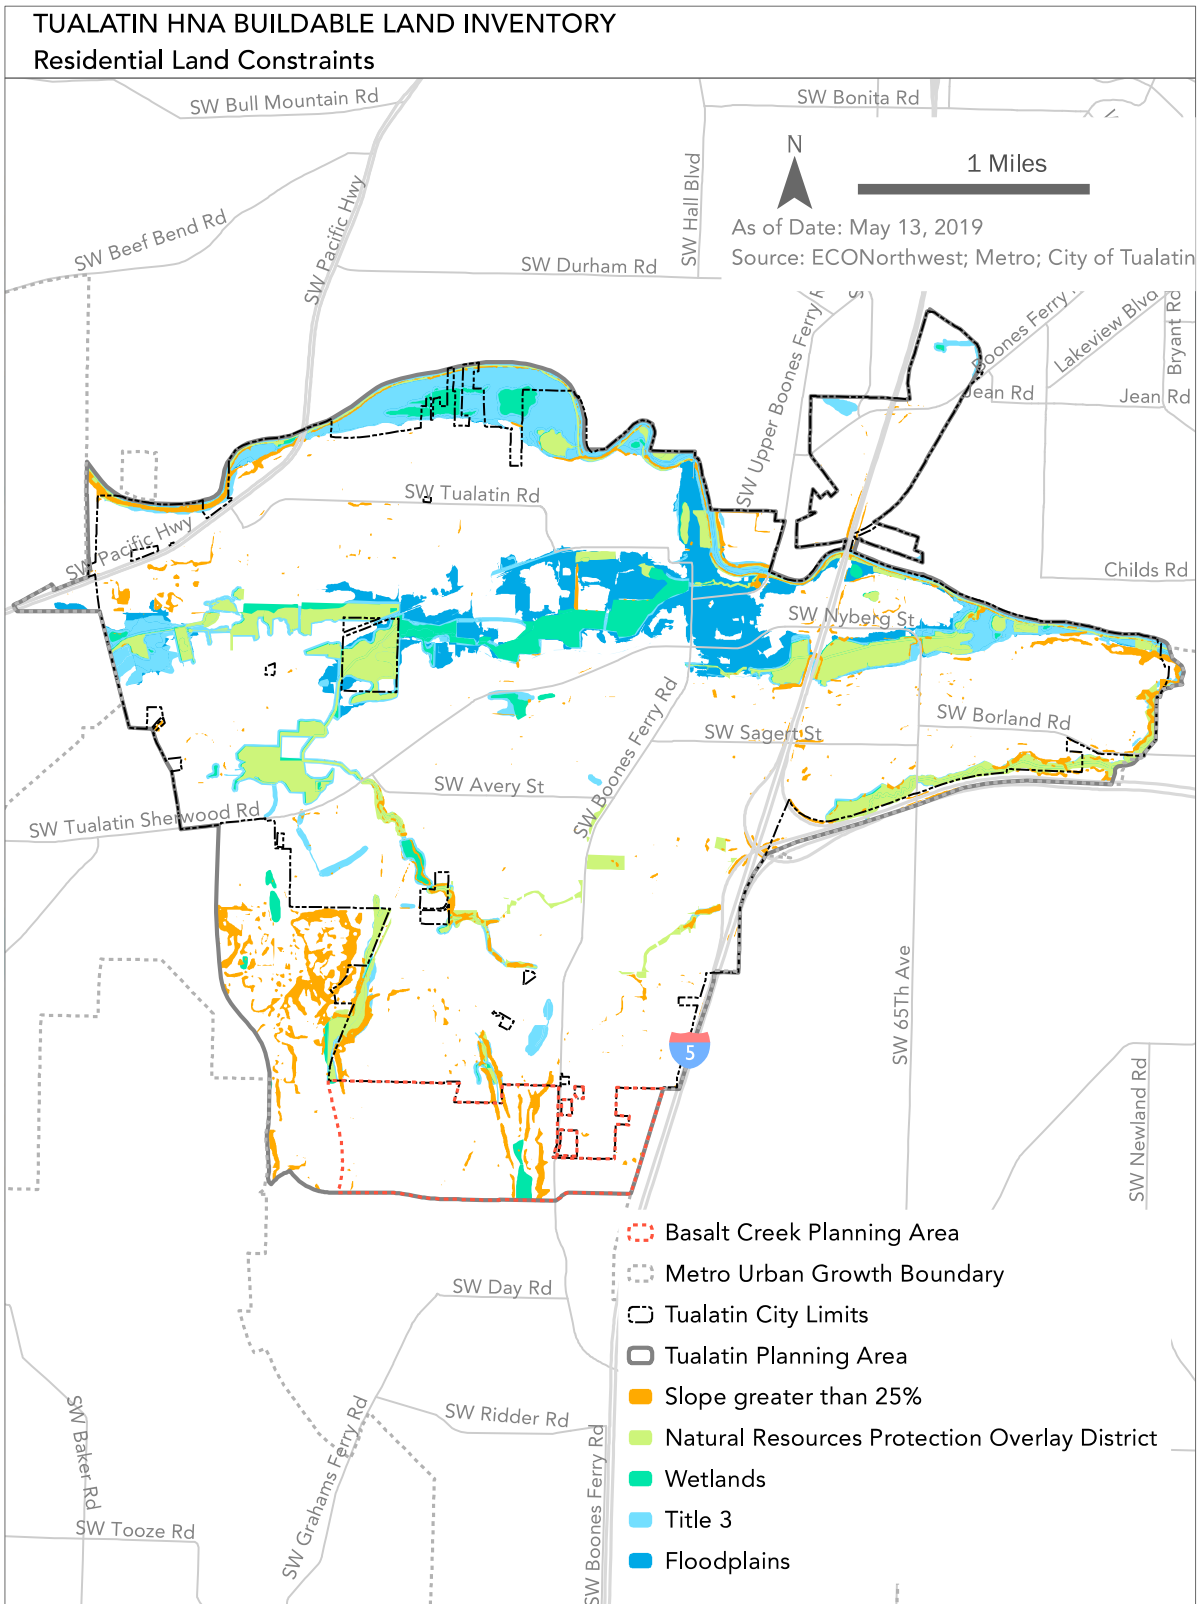 TUALATIN HNA BUILDABLE LAND INVENTORY
Residential Land Constraints
SW Bull Mountain Rd
SW Bonita Rd
N
1 Miles
As of Date: May 13, 2019
Source: ECONorthwest; Metro; City of Tualatin
SW Hall Blvd
SW Pacific Hwy
SW Beef Bend Rd
SW Durham Rd
SW Upper Boones Ferry R
S
Boones Ferry
Lakeview Blvd
Bryant Rd
Jean Rd
Jean Rd
SW Tualatin Rd
SW Pacific Hwy
Childs Rd
SW Nyberg St
SW Borland Rd
SW Sagert St
SW Boones Ferry Rd
SW Avery St
SW Tualatin Sherwood Rd
SW 65Th Ave
5
SW Newland Rd
Basalt Creek Planning Area
Metro Urban Growth Boundary
Tualatin City Limits
Tualatin Planning Area
Slope greater than 25%
Natural Resources Protection Overlay District
Wetlands
Title 3
Floodplains
SW Day Rd
SW Ridder Rd
SW Grahams Ferry Rd
SW Boones Ferry Rd
SW Baker Rd
SW Tooze Rd